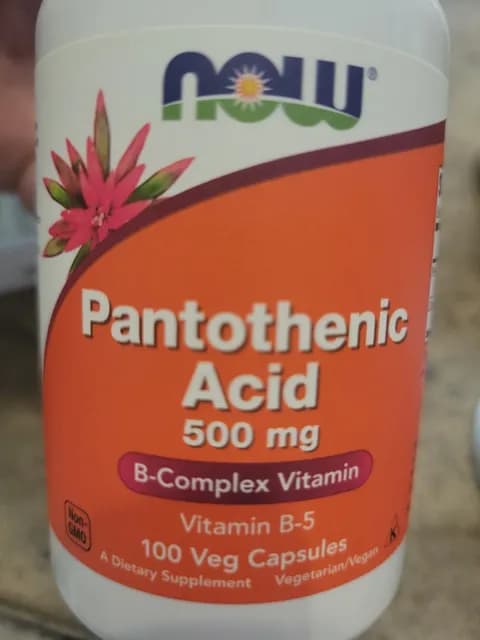 NOW®
Pantothenic
Acid
500 mg
B-Complex Vitamin
Vitamin B-5
100 Veg Capsules
Non-
GMO
A Dietary Supplement
Vegetarian/Vegan
K